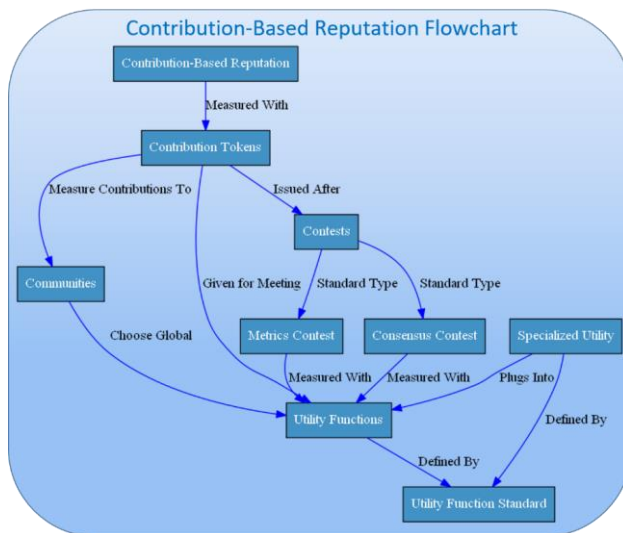 Contribution-Based Reputation Flowchart
Contribution-Based Reputation
Measured With
Contribution Tokens
Measure Contributions To
Issued After
Contests
Communities
Given for Meeting
Standard Type
Standard Type
Choose Global
Metrics Contest
Consensus Contest
Specialized Utility
Measured With
Measured With
Plugs Into
Utility Functions
Defined By
Defined By
Utility Function Standard